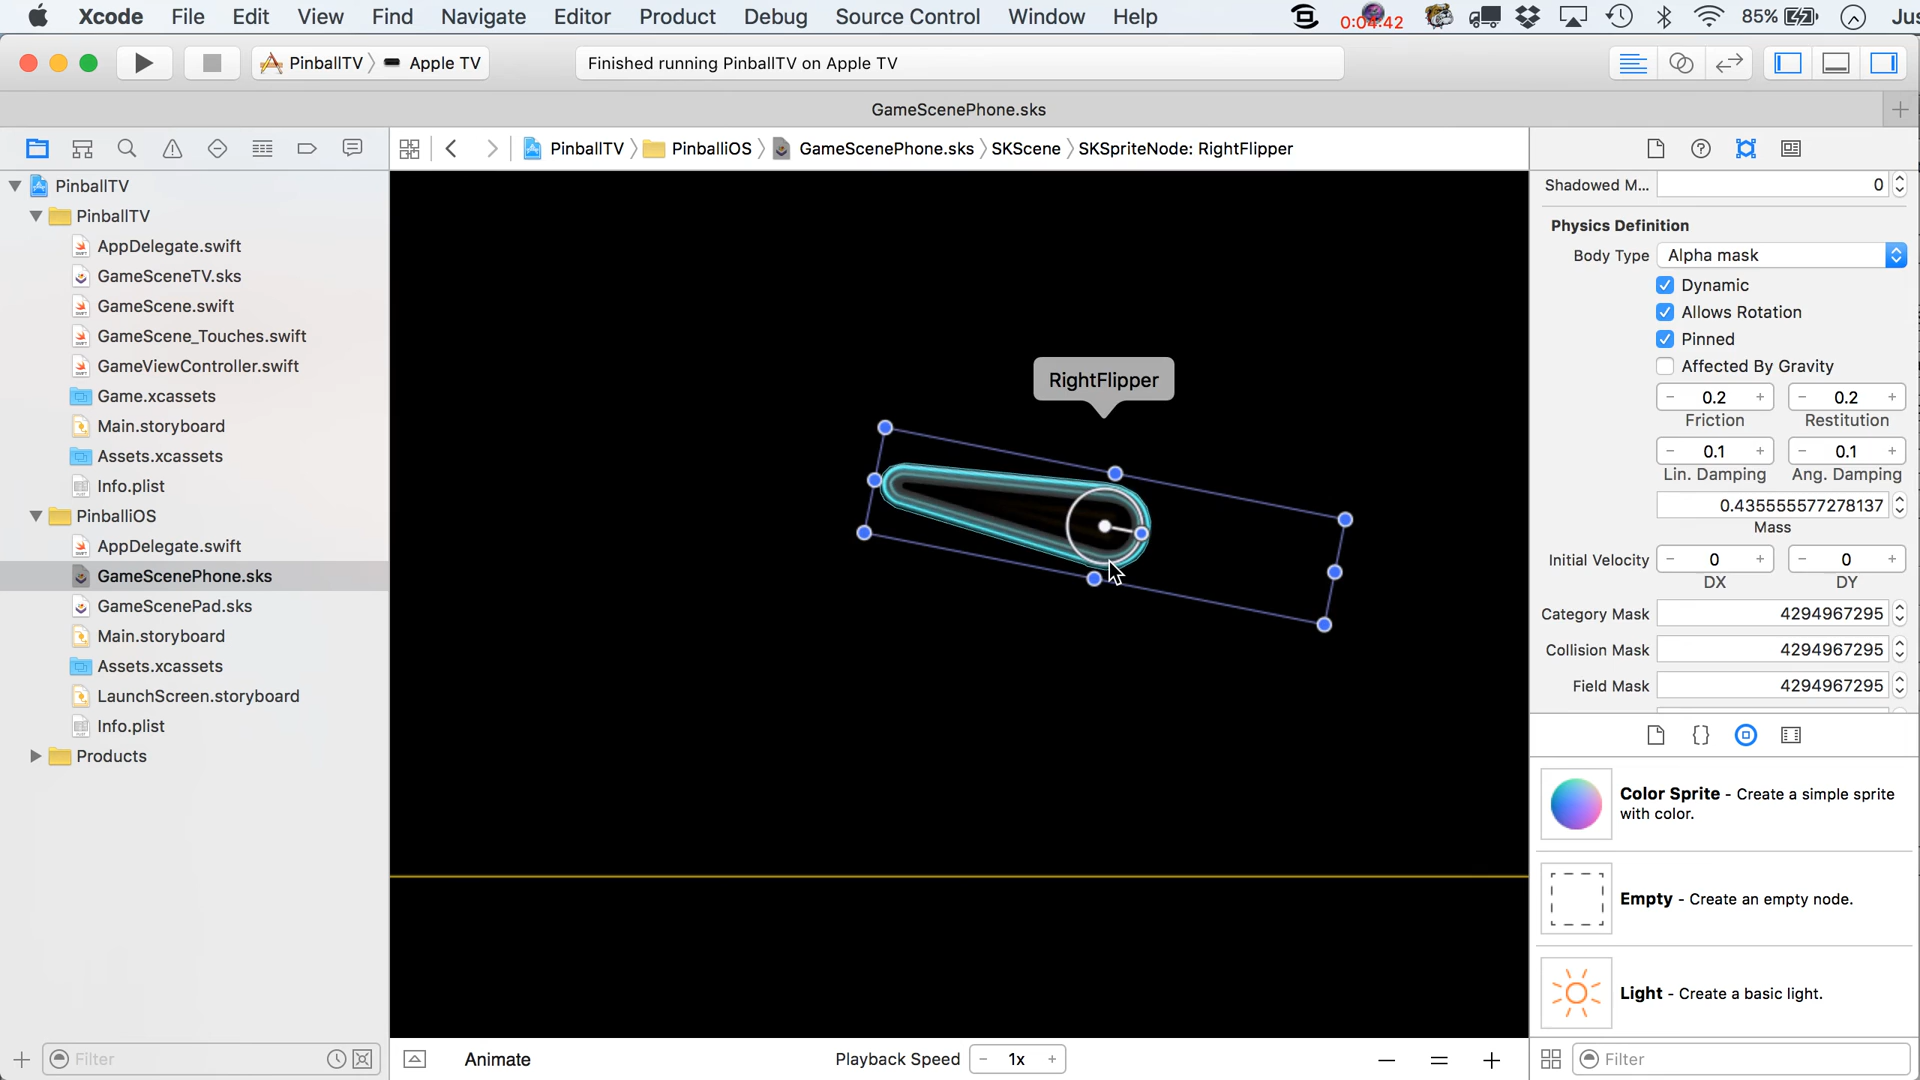 Xcode File Edit View Find Navigate Editor Product Debug Source Control Window Help 0:04:42 85% Jus
PinballTV Apple TV Finished running PinballTV on Apple TV
GameScenePhone.sks
PinballTV PinballiOS GameScenePhone.sks SKScene SKSpriteNode: RightFlipper
PinballTV
PinballTV
AppDelegate.swift
GameSceneTV.sks
GameScene.swift
GameScene_Touches.swift
GameViewController.swift
Game.xcassets
Main.storyboard
Assets.xcassets
Info.plist
PinballiOS
AppDelegate.swift
GameScenePhone.sks
GameScenePad.sks
Main.storyboard
Assets.xcassets
LaunchScreen.storyboard
Info.plist
Products
Filter
RightFlipper
Animate Playback Speed - 1x +
Shadowed M... 0
Physics Definition
Body Type Alpha mask
Dynamic
Allows Rotation
Pinned
Affected By Gravity
- 0.2 + - 0.2 +
Friction Restitution
- 0.1 + - 0.1 +
Lin. Damping Ang. Damping
0.435555577278137
Mass
Initial Velocity - 0 + - 0 +
DX DY
Category Mask 4294967295
Collision Mask 4294967295
Field Mask 4294967295
Color Sprite - Create a simple sprite
with color.
Empty - Create an empty node.
Light - Create a basic light.
Filter